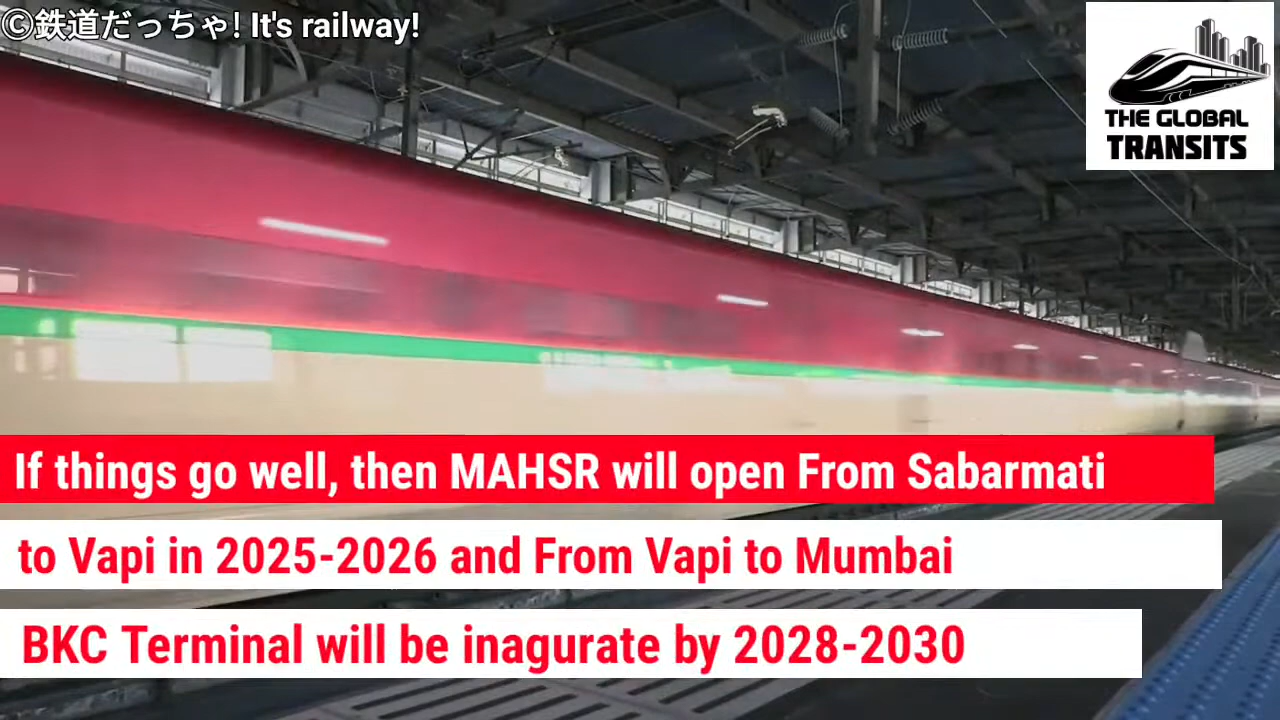 ©鉄道だっちゃ! It's railway!
THE GLOBAL
TRANSITS
If things go well, then MAHSR will open From Sabarmati
to Vapi in 2025-2026 and From Vapi to Mumbai
BKC Terminal will be inagurate by 2028-2030